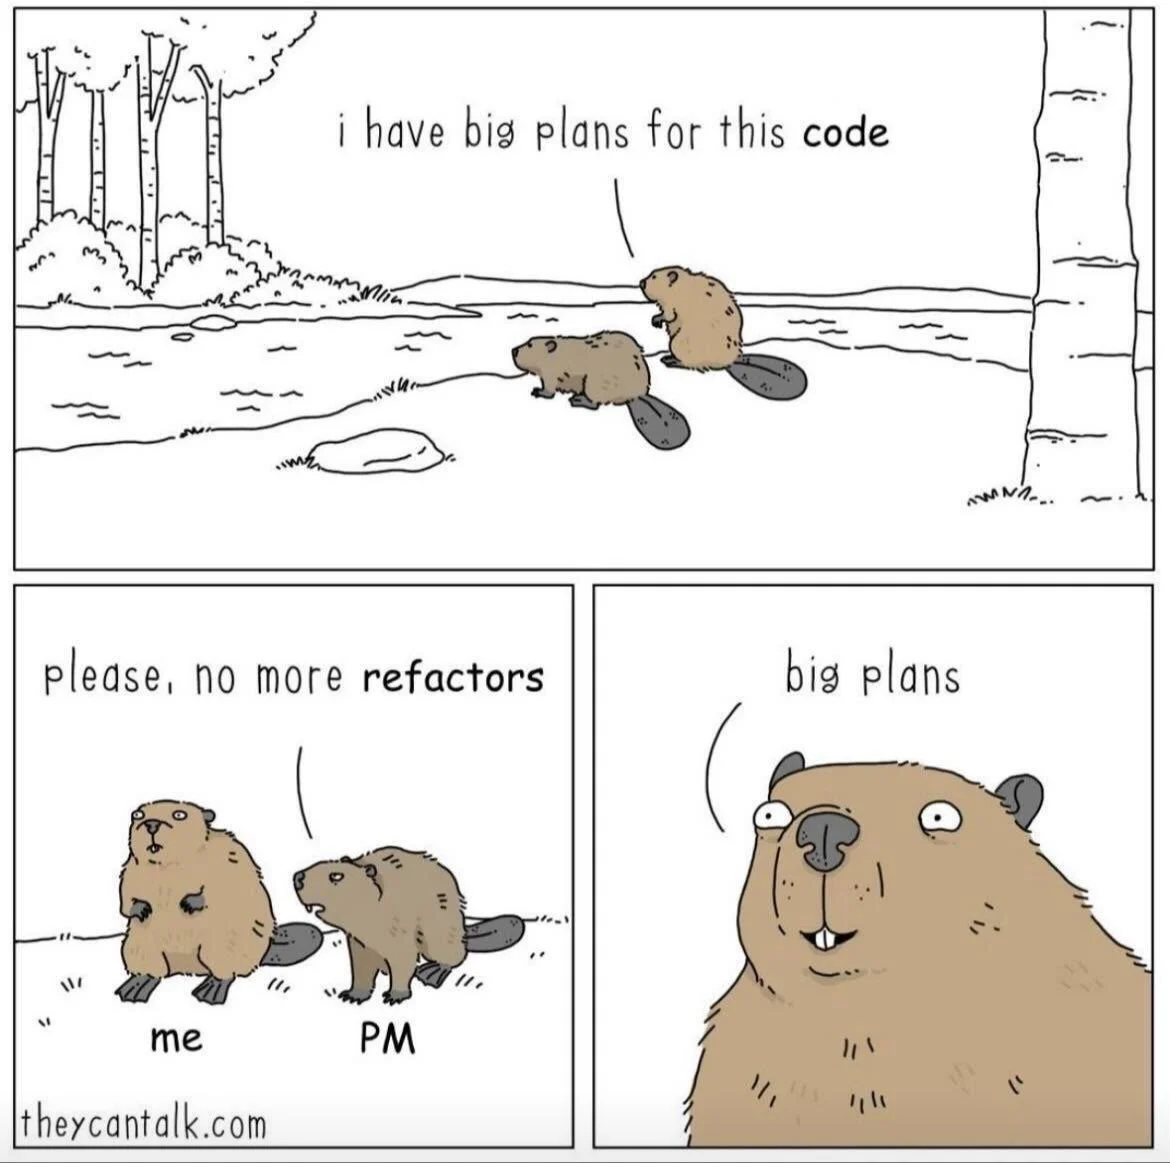 i have big plans for this code
please, no more refactors
me PM
theycantalk.com
big plans